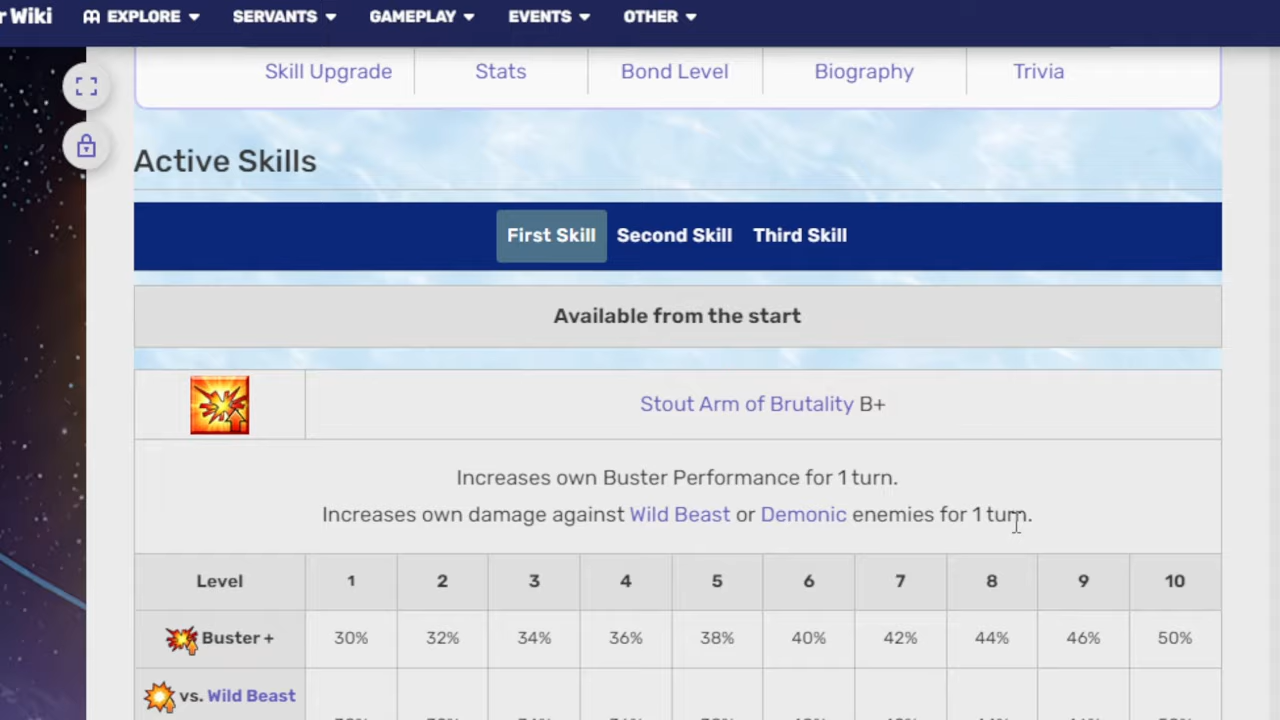 r Wiki EXPLORE SERVANTS GAMEPLAY EVENTS OTHER
Skill Upgrade Stats Bond Level Biography Trivia
Active Skills
First Skill Second Skill Third Skill
Available from the start
Stout Arm of Brutality B+
Increases own Buster Performance for 1 turn.
Increases own damage against Wild Beast or Demonic enemies for 1 turn.
Level 1 2 3 4 5 6 7 8 9 10
Buster + 30% 32% 34% 36% 38% 40% 42% 44% 46% 50%
vs. Wild Beast